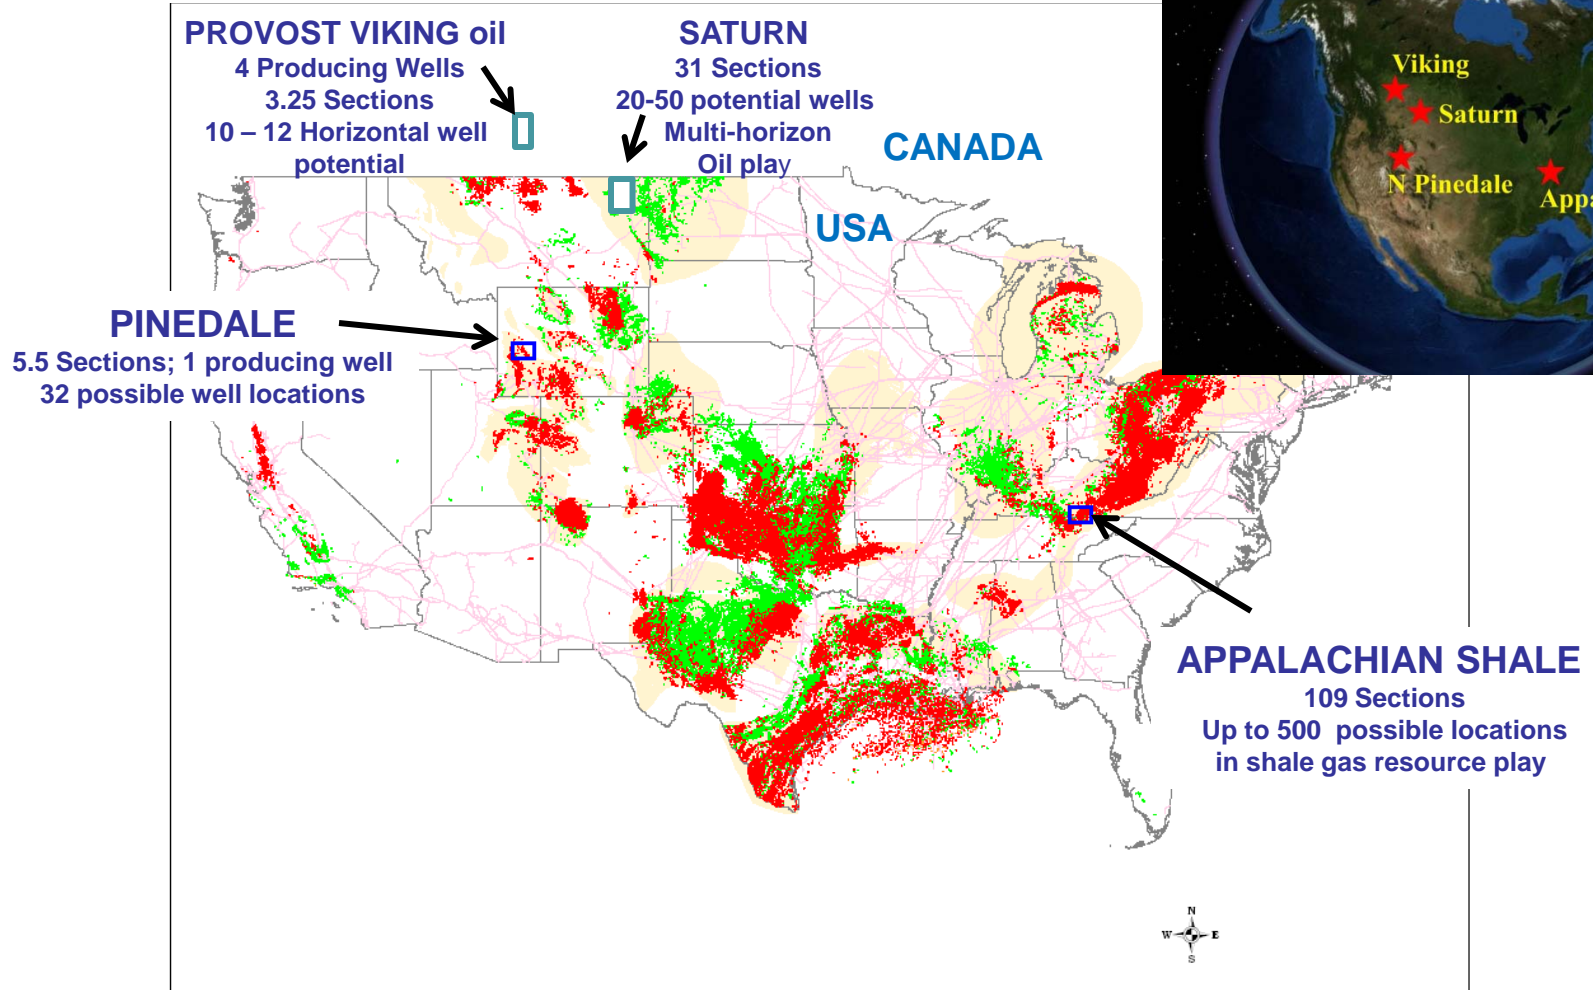 PROVOST VIKING oil
4 Producing Wells
3.25 Sections
10 – 12 Horizontal well
potential
SATURN
31 Sections
20-50 potential wells
Multi-horizon
Oil play
CANADA
USA
Viking
Saturn
N Pinedale
Appa
PINEDALE
5.5 Sections; 1 producing well
32 possible well locations
APPALACHIAN SHALE
109 Sections
Up to 500 possible locations
in shale gas resource play
N
W E
S